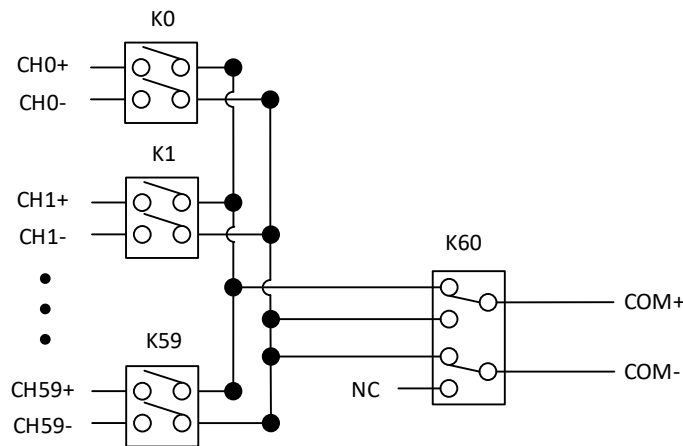 K0
CH0+
CH0-
K1
CH1+
CH1-
K60
COM+
K59
COM-
CH59+
NC
CH59-